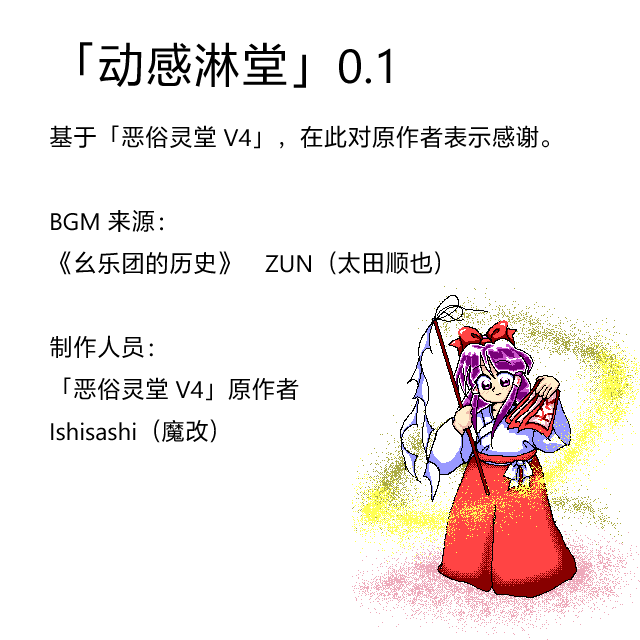 「动感淋堂」0.1
基于「恶俗灵堂 V4」，在此对原作者表示感谢。
BGM 来源：
《幺乐团的历史》　ZUN（太田顺也）
制作人员：
「恶俗灵堂 V4」原作者
Ishisashi（魔改）